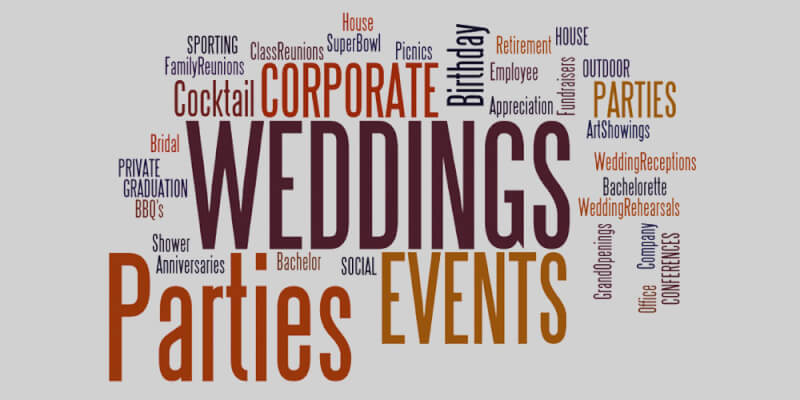 House
SPORTING
ClassReunions
SuperBowl
Picnics
Birthday
Retirement
HOUSE
FamilyReunions
Employee
Fundraisers
OUTDOOR
Cocktail
CORPORATE
Appreciation
PARTIES
ArtShowings
Bridal
WEDDINGS
WeddingReceptions
PRIVATE
GRADUATION
Bachelorette
BBQ's
WeddingRehearsals
Shower
Anniversaries
Bachelor
SOCIAL
EVENTS
GrandOpenings
Company
CONFERENCES
Office
Parties